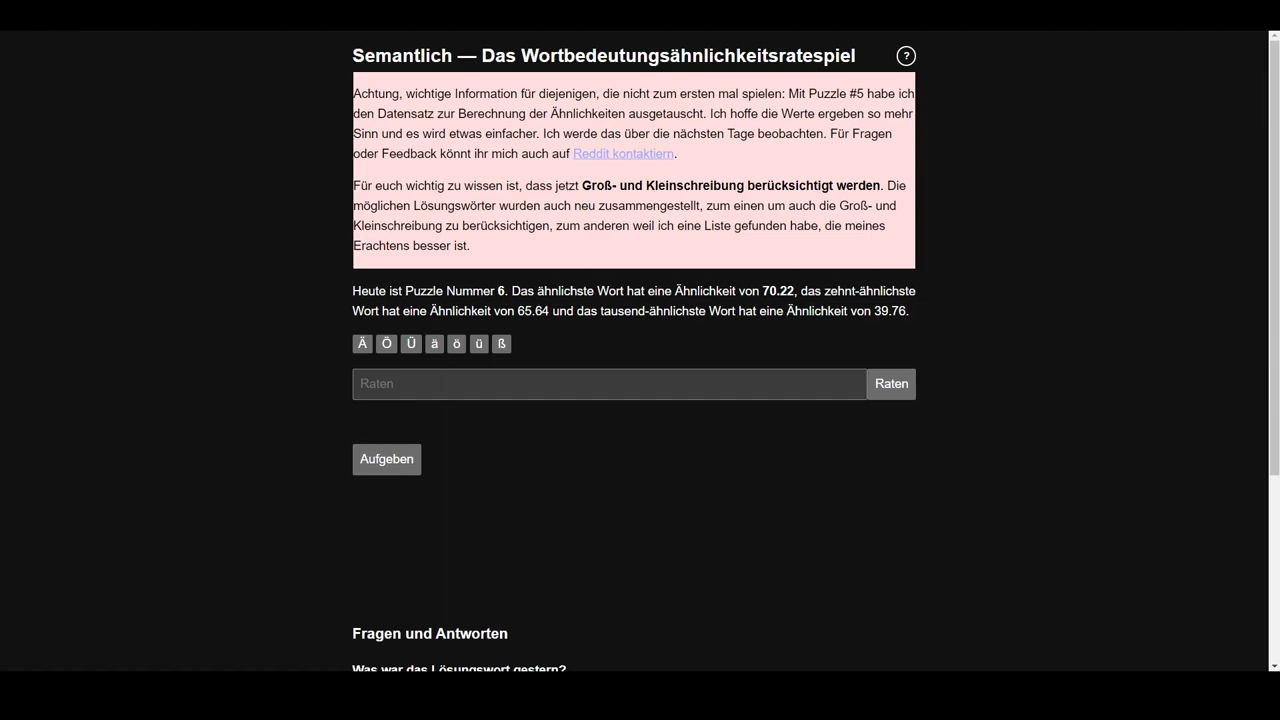 Semantlich — Das Wortbedeutungsähnlichkeitsratespiel
?
Achtung, wichtige Information für diejenigen, die nicht zum ersten mal spielen: Mit Puzzle #5 habe ich
den Datensatz zur Berechnung der Ähnlichkeiten ausgetauscht. Ich hoffe die Werte ergeben so mehr
Sinn und es wird etwas einfacher. Ich werde das über die nächsten Tage beobachten. Für Fragen
oder Feedback könnt ihr mich auch auf Reddit kontaktiern.
Für euch wichtig zu wissen ist, dass jetzt Groß- und Kleinschreibung berücksichtigt werden. Die
möglichen Lösungswörter wurden auch neu zusammengestellt, zum einen um auch die Groß- und
Kleinschreibung zu berücksichtigen, zum anderen weil ich eine Liste gefunden habe, die meines
Erachtens besser ist.
Heute ist Puzzle Nummer 6. Das ähnlichste Wort hat eine Ähnlichkeit von 70.22, das zehnt-ähnlichste
Wort hat eine Ähnlichkeit von 65.64 und das tausend-ähnlichste Wort hat eine Ähnlichkeit von 39.76.
Ä Ö Ü ä ö ü ß
Raten Raten
Aufgeben
Fragen und Antworten
Was war das Lösungswort gestern?